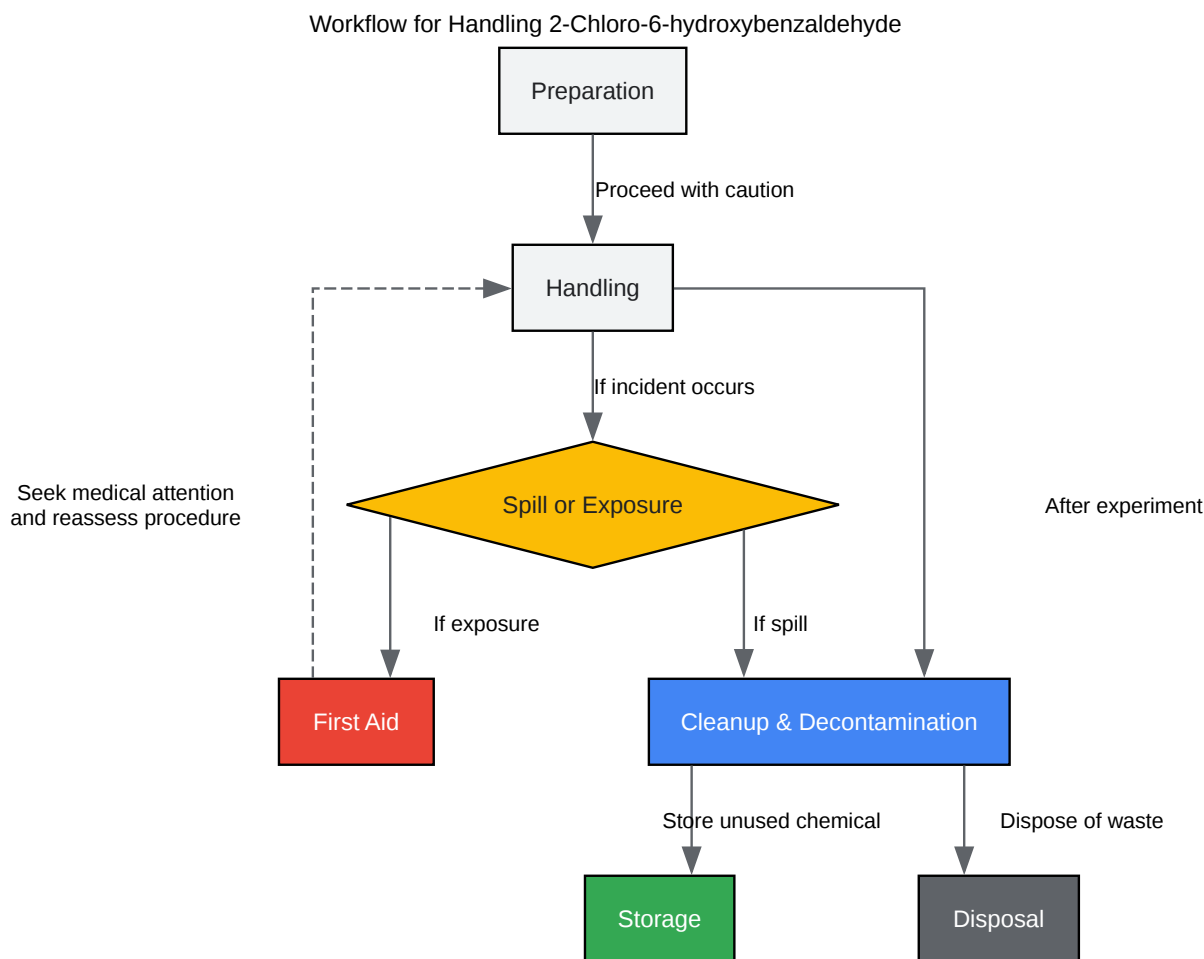 Workflow for Handling 2-Chloro-6-hydroxybenzaldehyde
Preparation
Proceed with caution
Handling
If incident occurs
Seek medical attention
and reassess procedure
Spill or Exposure
After experiment
If exposure
If spill
First Aid
Cleanup & Decontamination
Store unused chemical
Dispose of waste
Storage
Disposal